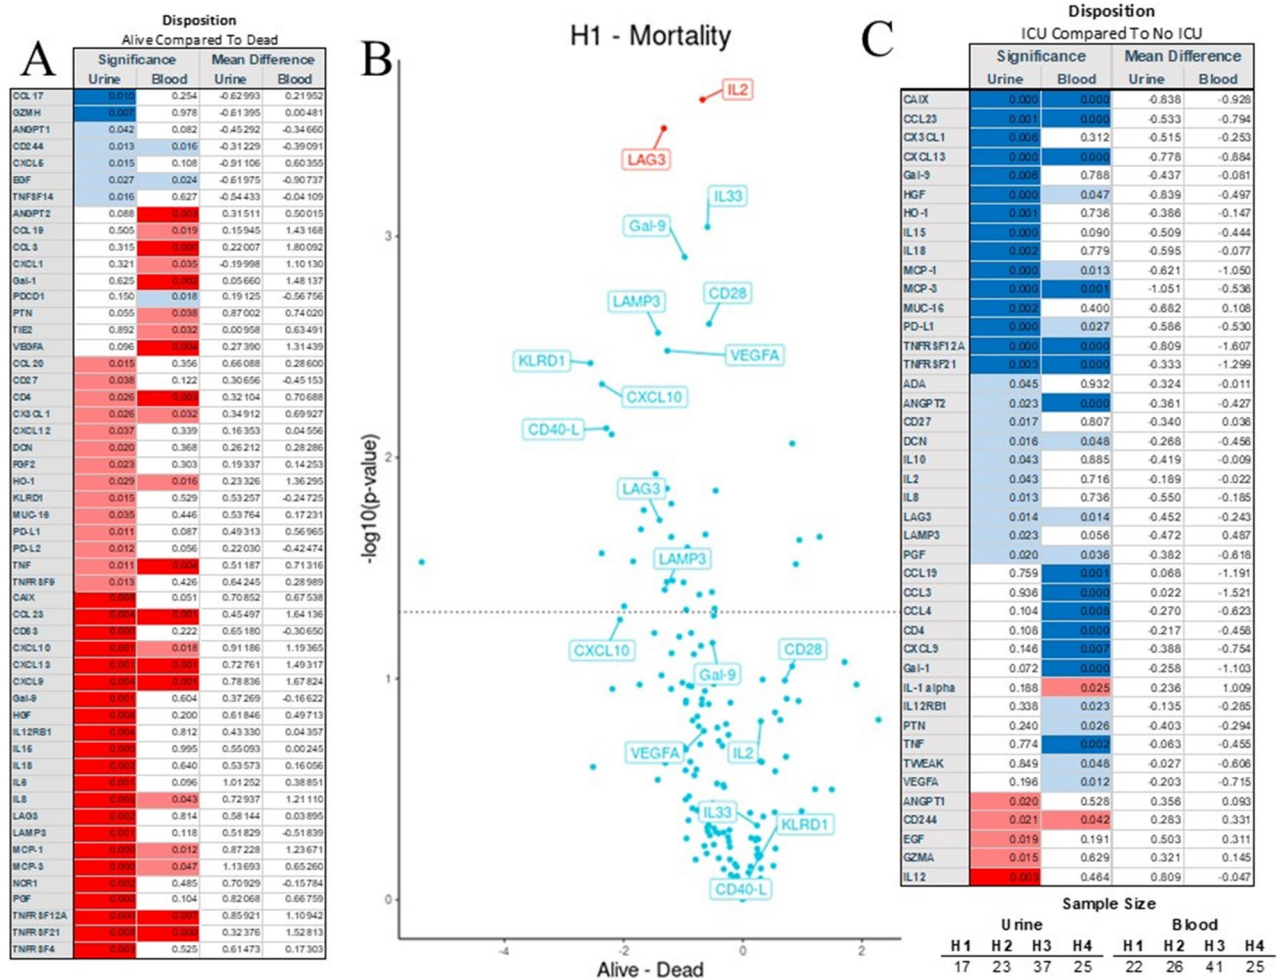 A
Disposition
Alive Compared To Dead
Significance Mean Difference
Urine Blood Urine Blood
CCL17 0.010 0.254 -0.62993 0.21952
GZMH 0.007 0.978 -0.61395 0.00481
ANGPT1 0.042 0.082 -0.45292 -0.34660
CD244 0.013 0.016 -0.31229 -0.39091
CXCL5 0.015 0.108 -0.91106 0.60355
EGF 0.027 0.024 -0.61975 -0.90737
TNFSF14 0.016 0.627 -0.54433 -0.04109
ANGPT2 0.088 0.003 0.31511 0.50015
CCL19 0.505 0.019 0.15945 1.43168
CCL3 0.315 0.000 0.22007 1.80092
CXCL1 0.321 0.035 -0.19998 1.10130
Gal-1 0.625 0.002 0.05660 1.48137
PDCD1 0.150 0.018 0.19125 -0.56756
PTN 0.055 0.038 0.87002 0.74020
TIE2 0.892 0.032 0.00958 0.63491
VEGFA 0.096 0.004 0.27390 1.31439
CCL20 0.015 0.356 0.66088 0.28600
CD27 0.038 0.122 0.30656 -0.45153
CD4 0.026 0.003 0.32104 0.70688
CX3CL1 0.026 0.032 0.34912 0.69927
CXCL12 0.037 0.339 0.16353 0.04556
DCN 0.020 0.368 0.26212 0.28286
FGF2 0.023 0.303 0.19337 0.14253
HO-1 0.029 0.016 0.23326 1.36295
KLRD1 0.015 0.529 0.53257 -0.24725
MUC-16 0.035 0.446 0.53764 0.17231
PD-L1 0.011 0.087 0.49313 0.56965
PD-L2 0.012 0.056 0.22030 -0.42474
TNF 0.011 0.004 0.51187 0.71316
TNFRSF9 0.013 0.426 0.64245 0.28989
CAIX 0.051 0.70852 0.67538
CCL23 0.004 0.001 0.45497 1.64136
CD83 0.000 0.222 0.65180 -0.30650
CXCL10 0.001 0.018 0.91186 1.19365
CXCL13 0.001 0.001 0.72761 1.49317
CXCL9 0.004 0.001 0.78836 1.67824
Gal-9 0.001 0.604 0.37269 -0.16622
HGF 0.200 0.61846 0.49713
IL12RB1 0.004 0.812 0.43330 0.04357
IL15 0.000 0.995 0.55093 0.00245
IL18 0.640 0.53573 0.16056
IL6 0.001 0.096 1.01252 0.38851
IL8 0.043 0.72937 1.21110
LAG3 0.002 0.814 0.58144 0.03895
LAMP3 0.001 0.118 0.51829 -0.51839
MCP-1 0.000 0.012 0.87228 1.23671
MCP-3 0.000 0.047 1.13693 0.65260
NCR1 0.002 0.485 0.70929 -0.15784
PGF 0.000 0.104 0.82068 0.66759
TNFRSF12A 0.000 0.007 0.85921 1.10942
TNFRSF21 0.000 0.32376 1.52813
TNFRSF4 0.003 0.525 0.61473 0.17303
B
H1 - Mortality
IL2
LAG3
IL33
Gal-9
LAMP3 CD28
KLRD1 VEGFA
CXCL10
CD40-L
LAG3
LAMP3
CXCL10 CD28
Gal-9
VEGFA IL2
IL33
KLRD1
CD40-L
-log10(p-value)
3
2
1
0
-4 -2 0 2
Alive - Dead
C
Disposition
ICU Compared To No ICU
Significance Mean Difference
Urine Blood Urine Blood
CAIX 0.000 0.000 -0.838 -0.928
CCL23 0.001 0.000 -0.533 -0.794
CX3CL1 0.006 0.312 -0.515 -0.253
CXCL13 0.000 0.000 -0.778 -0.884
Gal-9 0.006 0.788 -0.437 -0.081
HGF 0.000 0.047 -0.839 -0.497
HO-1 0.001 0.736 -0.386 -0.147
IL15 0.000 0.090 -0.509 -0.444
IL18 0.002 0.779 -0.595 -0.077
MCP-1 0.000 0.013 -0.621 -1.050
MCP-3 0.000 0.001 -1.051 -0.536
MUC-16 0.002 0.400 -0.682 0.108
PD-L1 0.000 0.027 -0.586 -0.530
TNFRSF12A 0.000 0.000 -0.809 -1.607
TNFRSF21 0.003 0.000 -0.333 -1.299
ADA 0.045 0.932 -0.324 -0.011
ANGPT2 0.023 0.000 -0.361 -0.427
CD27 0.017 0.807 -0.340 0.036
DCN 0.016 0.048 -0.268 -0.456
IL10 0.043 0.885 -0.419 -0.009
IL2 0.043 0.716 -0.189 -0.022
IL8 0.013 0.736 -0.550 -0.185
LAG3 0.014 0.014 -0.452 -0.243
LAMP3 0.023 0.056 -0.472 0.487
PGF 0.020 0.036 -0.382 -0.618
CCL19 0.759 0.001 0.068 -1.191
CCL3 0.936 0.000 0.022 -1.521
CCL4 0.104 0.008 -0.270 -0.623
CD4 0.108 0.000 -0.217 -0.458
CXCL9 0.146 0.007 -0.388 -0.754
Gal-1 0.072 0.000 -0.258 -1.103
IL-1 alpha 0.188 0.025 0.236 1.009
IL12RB1 0.338 0.023 -0.135 -0.285
PTN 0.240 0.026 -0.403 -0.294
TNF 0.774 0.002 -0.063 -0.455
TWEAK 0.849 0.048 -0.027 -0.606
VEGFA 0.196 0.012 -0.203 -0.715
ANGPT1 0.020 0.528 0.356 0.093
CD244 0.021 0.042 0.283 0.331
EGF 0.019 0.191 0.503 0.311
GZMA 0.015 0.629 0.321 0.145
IL12 0.003 0.464 0.809 -0.047
Sample Size
Urine Blood
H1 H2 H3 H4 H1 H2 H3 H4
17 23 37 25 22 26 41 25